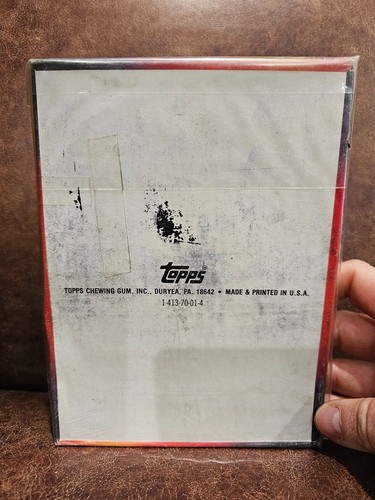 topps
TOPPS CHEWING GUM, INC., DURYEA, PA. 18642 • MADE & PRINTED IN U.S.A.
1-413-70-01-4